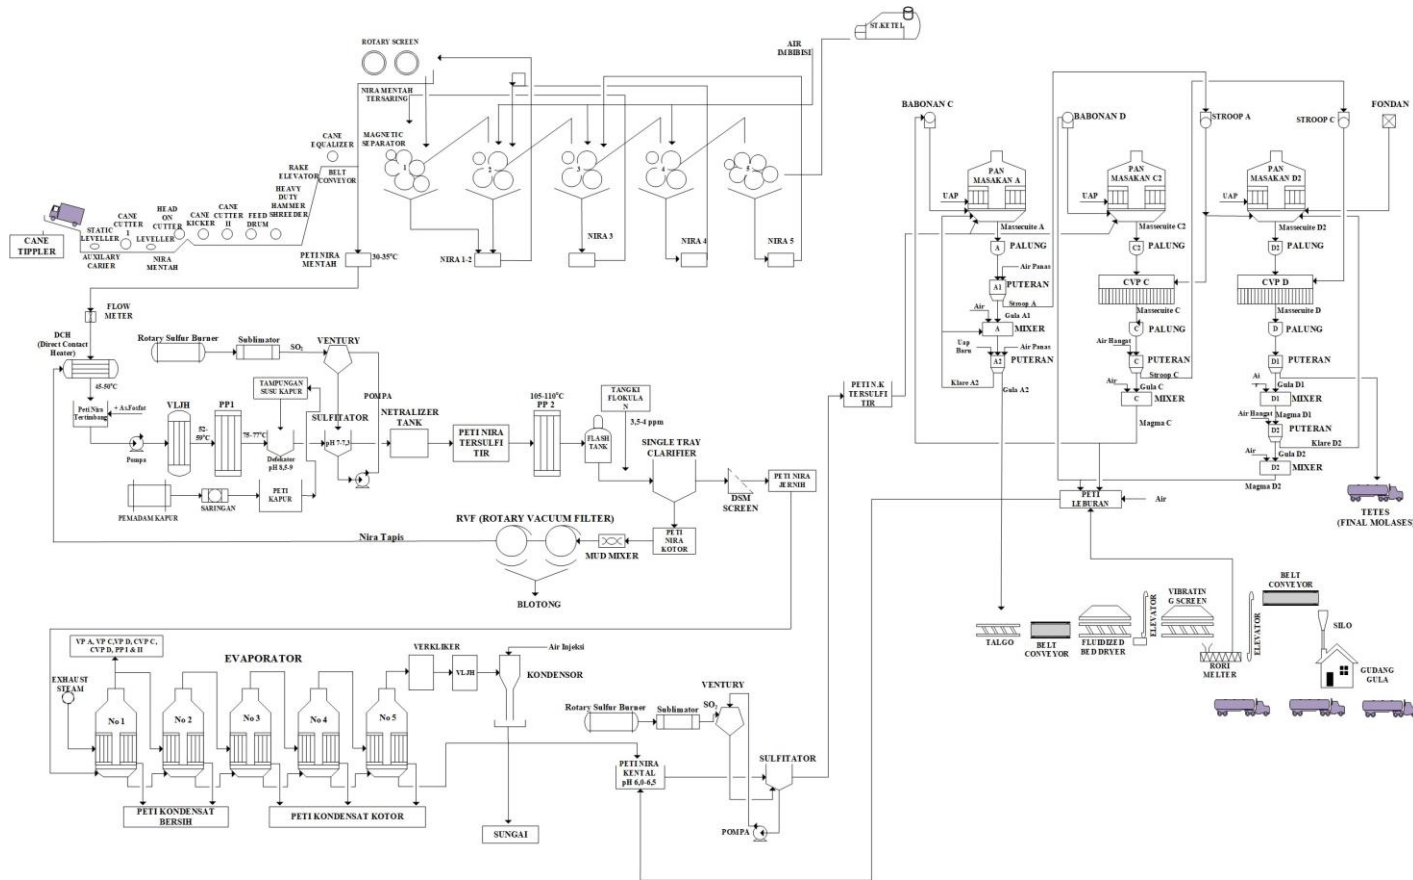 ST.KETEL
ROTARY SCREEN
AIR
IMBIBISI
NIRA MENTAH
TERSARING
CANE
EQUALIZER
MAGNETIC
SEPARATOR
RAKE
ELEVATOR
BELT
CONVEYOR
HEAVY
DUTY
HAMMER
SHREEDER
1
2
3
4
5
CANE
TIPPLER
STATIC
LEVELLER
CANE
CUTTER
1
HEAD
ON
CUTTER
LEVELLER
CANE
KICKER
CANE
CUTTER
II
FEED
DRUM
AUXILARY
CARIER
NIRA
MENTAH
PETI NIRA
MENTAH
30-35°C
NIRA 1-2
NIRA 3
NIRA 4
NIRA 5
FLOW
METER
DCH
(Direct Contact
Heater)
45-50°C
Peti Nira
Tertimbang
+ As.Fosfat
Pompa
VLJH
52-
59°C
PP1
75-77°C
Rotary Sulfur Burner
Sublimator
SO2
VENTURY
TAMPUNGAN
SUSU KAPUR
POMPA
SULFITATOR
Defekator
pH 8,5-9
pH 7-7,3
PEMADAM KAPUR
SARINGAN
PETI
KAPUR
NETRALIZER
TANK
PETI NIRA
TERSULFI
TIR
105-110°C
PP 2
FLASH
TANK
TANGKI
FLOKULA
N
3,5-4 ppm
SINGLE TRAY
CLARIFIER
DSM
SCREEN
PETI NIRA
JERNIH
PETI
NIRA
KOTOR
MUD MIXER
RVF (ROTARY VACUUM FILTER)
Nira Tapis
BLOTONG
VP A, VP C,VP D, CVP C,
CVP D, PP I & II
EVAPORATOR
EXHAUST
STEAM
No 1
No 2
No 3
No 4
No 5
PETI KONDENSAT
BERSIH
PETI KONDENSAT KOTOR
VERKLIKER
VLJH
Air Injeksi
KONDENSOR
SUNGAI
Rotary Sulfur Burner
Sublimator
SO2
VENTURY
PETI NIRA
KENTAL
pH 6,0-6,5
SULFITATOR
POMPA
PETI N.K
TERSULFI
TIR
BABONAN C
BABONAN D
STROOP A
STROOP C
FONDAN
PAN
MASAKAN A
UAP
Massecuite A
A
PALUNG
Air Panas
A1
PUTERAN
Stroop A
Gula A1
Air
A
MIXER
Uap
Baru
Air Panas
A2
PUTERAN
Klare A2
Gula A2
PAN
MASAKAN C2
UAP
Massecuite C2
C2
PALUNG
CVP C
Massecuite C
C
PALUNG
Air Hangat
C
PUTERAN
Stroop C
Gula C
Air
C
MIXER
Magma C
PAN
MASAKAN D2
UAP
Massecuite D2
D2
PALUNG
CVP D
Massecuite D
D
PALUNG
D1
PUTERAN
Ai
Gula D1
D1
MIXER
Air Hangat
Magma D1
D2
PUTERAN
Klare D2
Air
Gula D2
D2
MIXER
Magma D2
PETI
LEBURAN
Air
TETES
(FINAL MOLASES)
TALGO
BELT
CONVEYOR
FLUIDIZED
BED DRYER
ELEVATOR
VIBRATIN
G SCREEN
RORI
MELTER
ELEVATOR
BELT
CONVEYOR
SILO
GUDANG
GULA